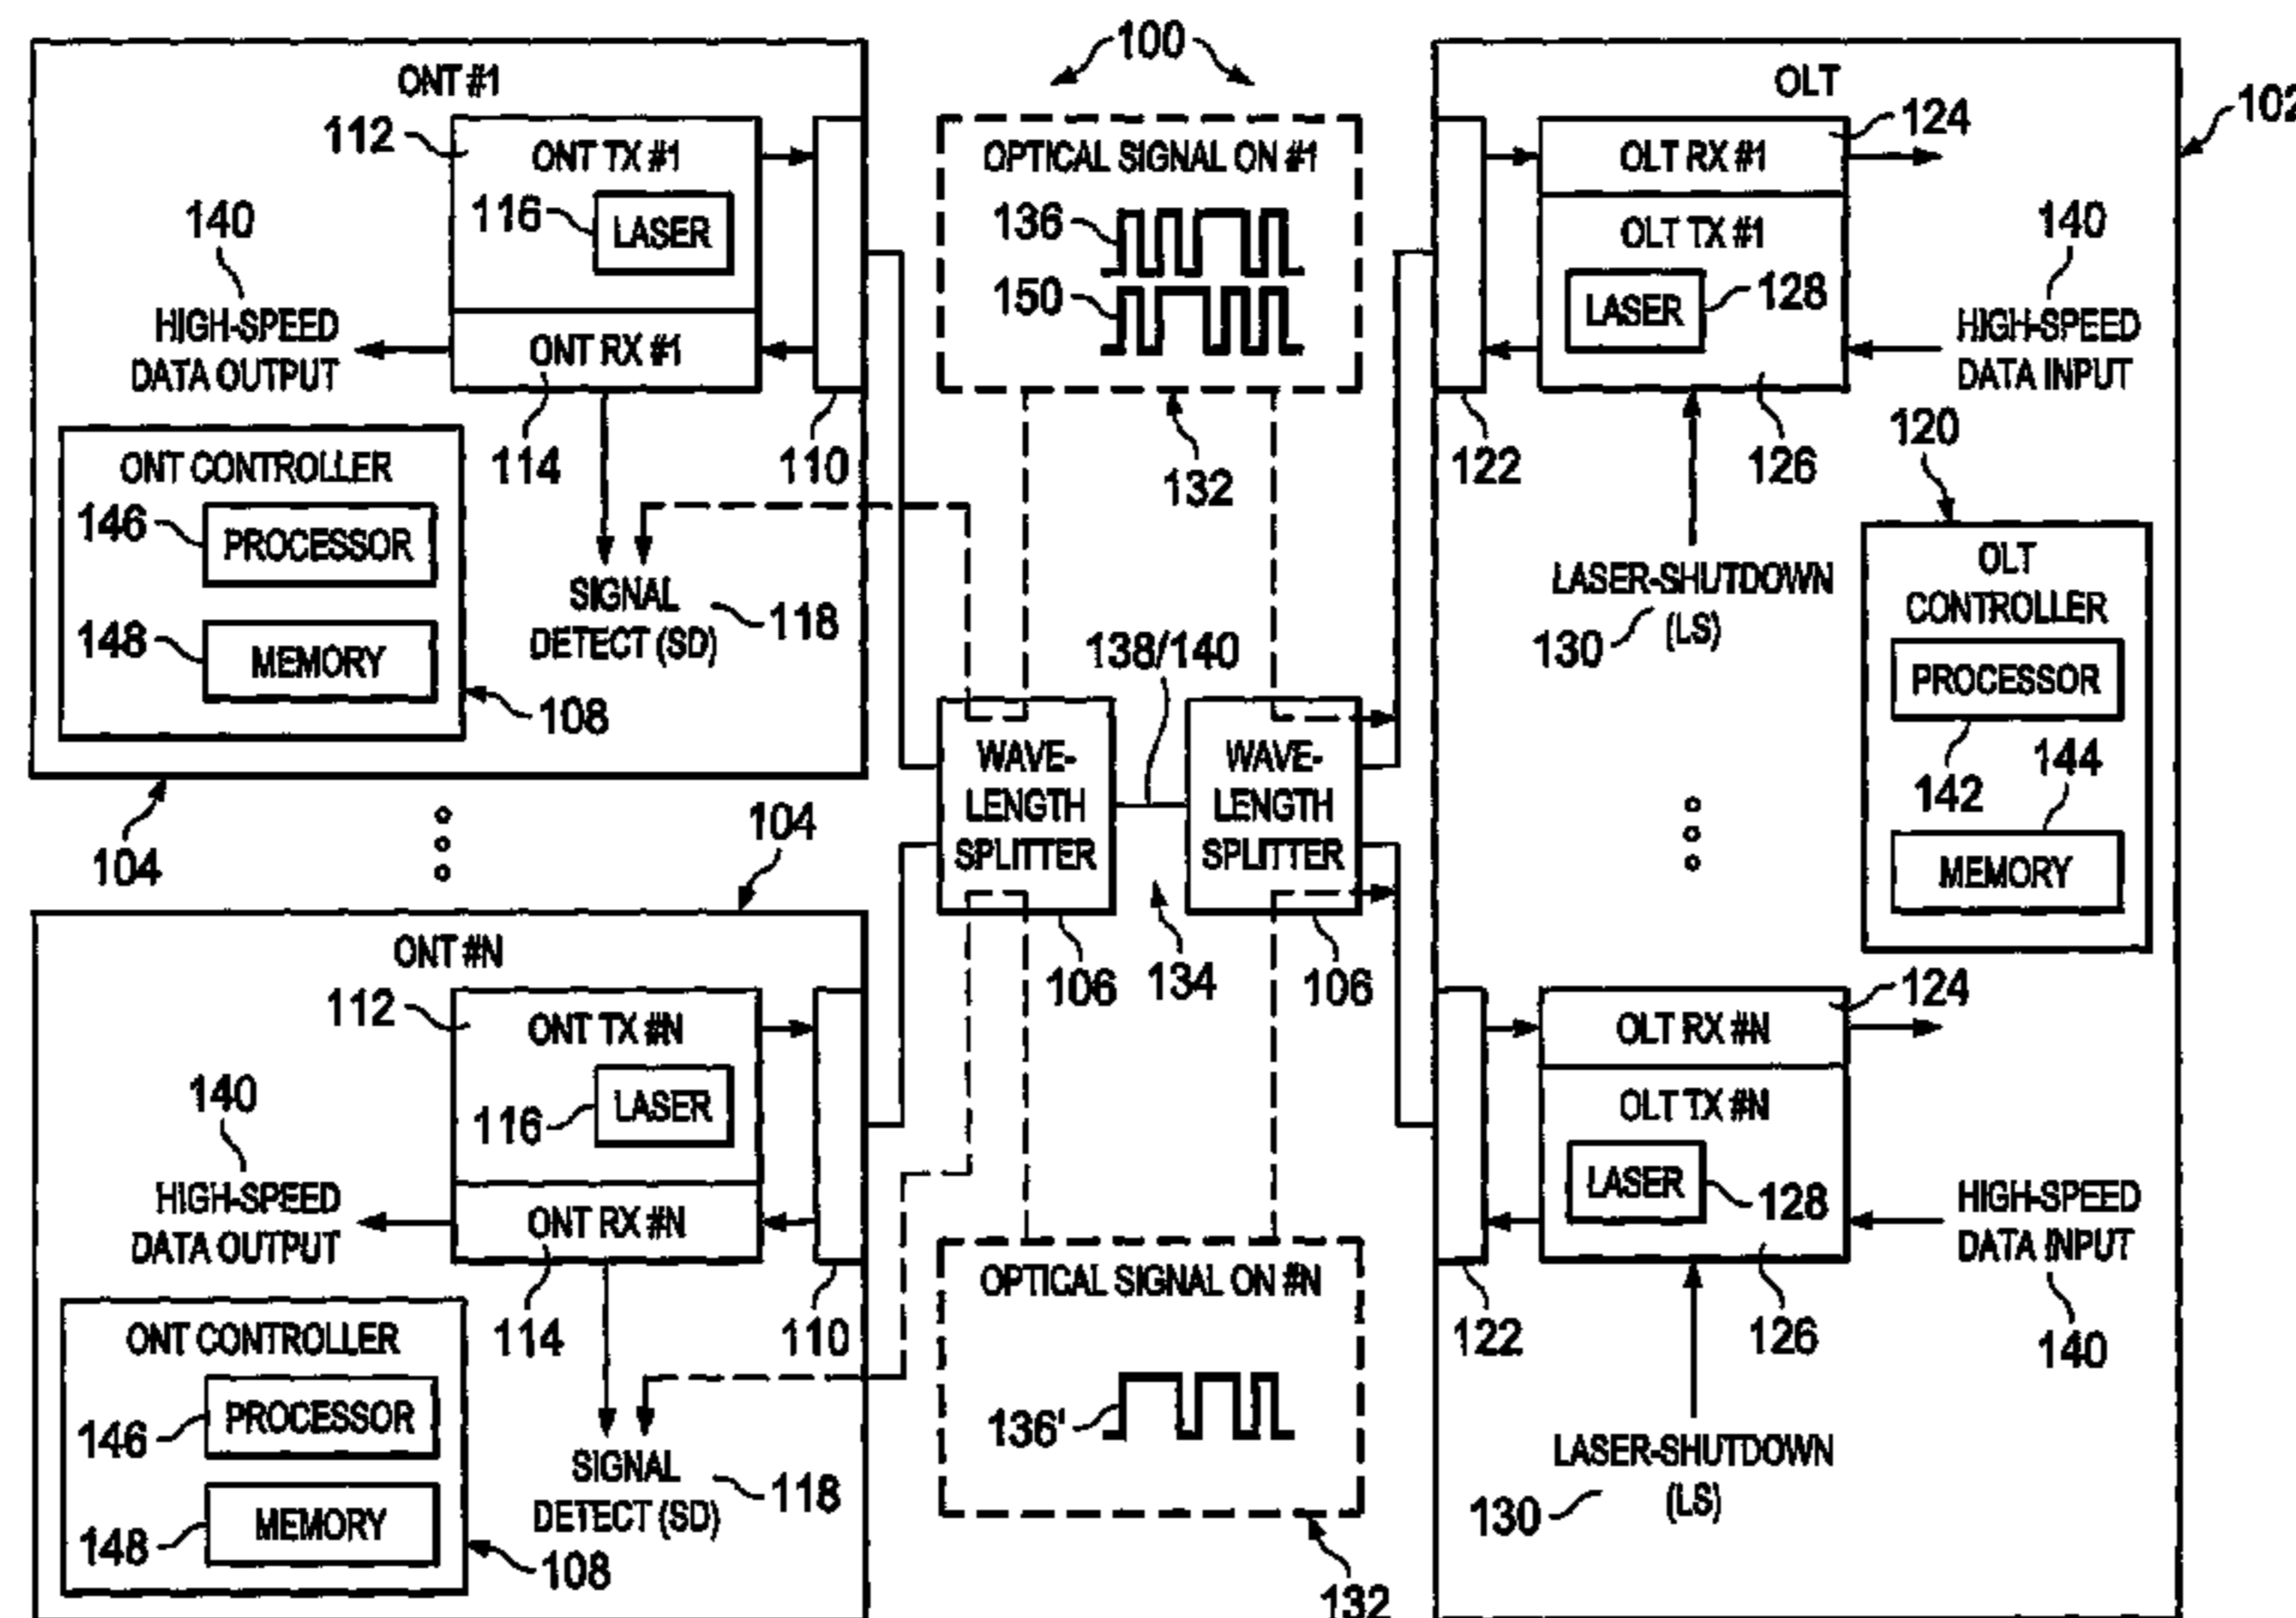 100
ONT #1
112
ONT TX #1
116
LASER
140
HIGH-SPEED
DATA OUTPUT
ONT RX #1
114
110
ONT CONTROLLER
146
PROCESSOR
148
MEMORY
108
SIGNAL
DETECT (SD)
118
104
OPTICAL SIGNAL ON #1
136
150
132
138/140
WAVE-
LENGTH
SPLITTER
106
134
WAVE-
LENGTH
SPLITTER
106
OLT
102
OLT RX #1
124
OLT TX #1
LASER
128
140
HIGH-SPEED
DATA INPUT
122
126
LASER-SHUTDOWN
(LS)
130
120
OLT
CONTROLLER
PROCESSOR
142
144
MEMORY
104
ONT #N
112
ONT TX #N
116
LASER
140
HIGH-SPEED
DATA OUTPUT
ONT RX #N
114
110
ONT CONTROLLER
146
PROCESSOR
148
MEMORY
108
SIGNAL
DETECT (SD)
118
OPTICAL SIGNAL ON #N
136'
132
OLT RX #N
124
OLT TX #N
LASER
128
HIGH-SPEED
DATA INPUT
140
122
126
LASER-SHUTDOWN
(LS)
130